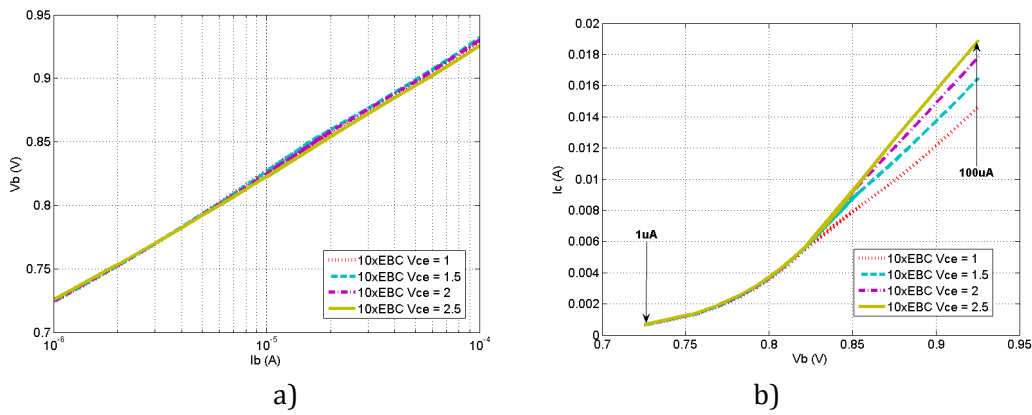 0.95
0.9
0.85
0.8
0.75
0.7
Vb (V)
10^-6
10^-5
10^-4
Ib (A)
10xEBC Vce = 1
10xEBC Vce = 1.5
10xEBC Vce = 2
10xEBC Vce = 2.5
a)
0.02
0.018
0.016
0.014
0.012
0.01
0.008
0.006
0.004
0.002
0
Ic (A)
0.7
0.75
0.8
0.85
0.9
0.95
Vb (V)
1uA
100uA
10xEBC Vce = 1
10xEBC Vce = 1.5
10xEBC Vce = 2
10xEBC Vce = 2.5
b)